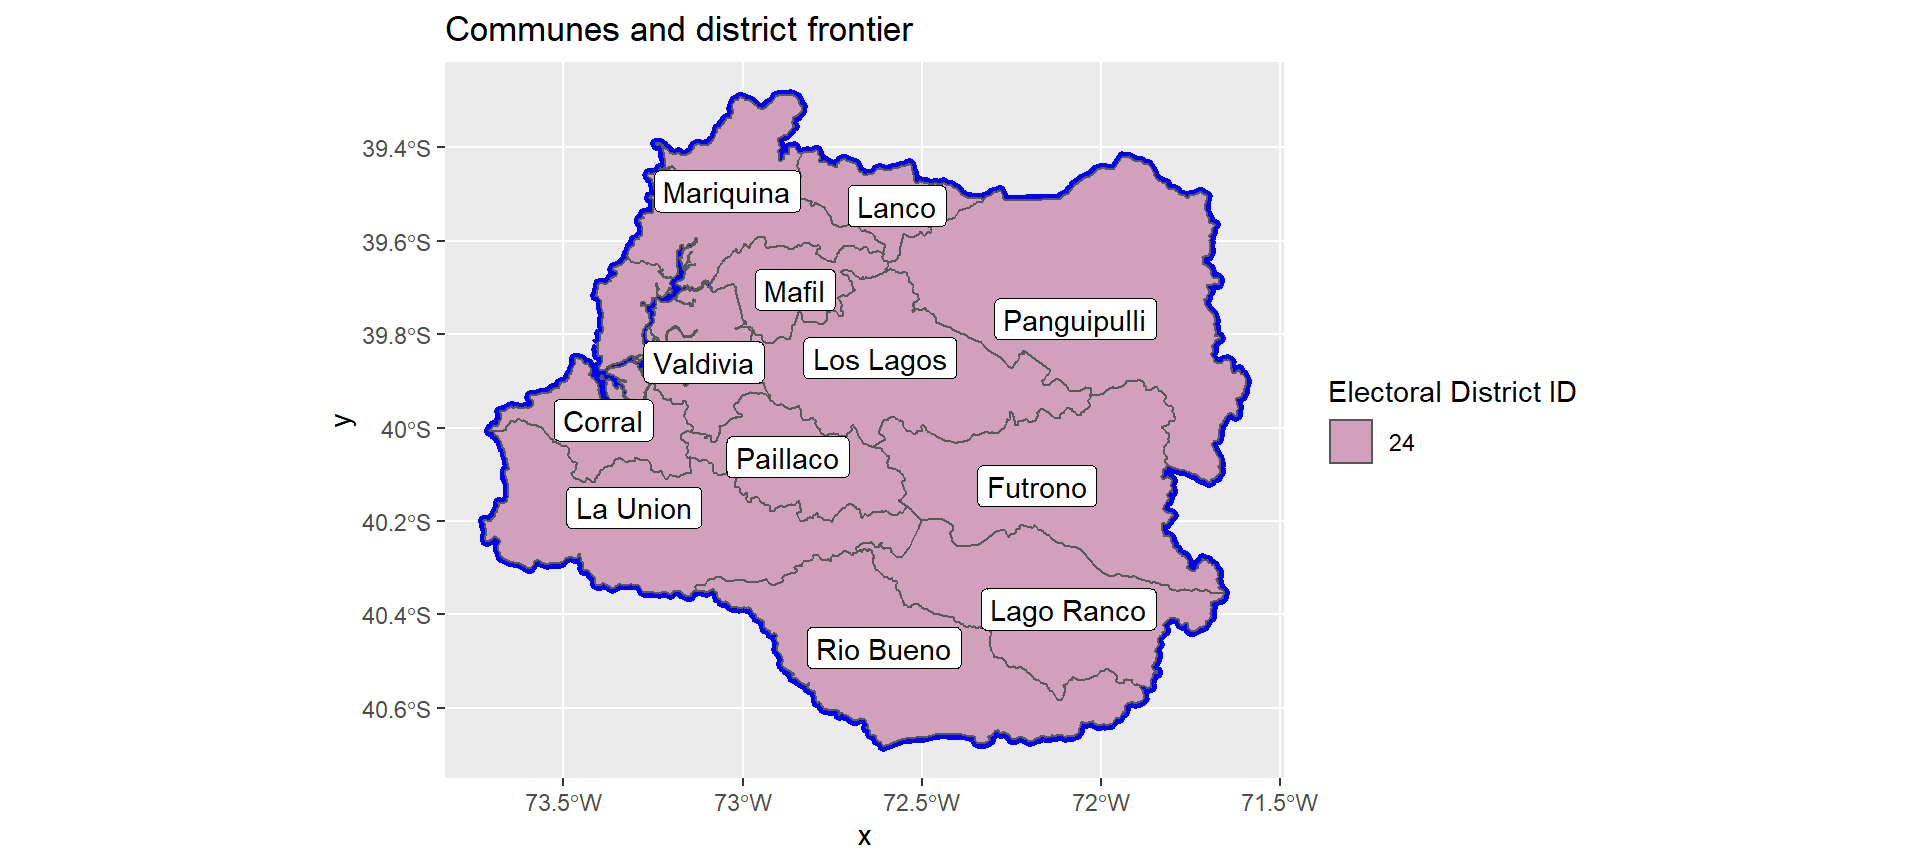 Communes and district frontier
39.4°S
39.6°S
39.8°S
40°S
40.2°S
40.4°S
40.6°S
y
Mariquina
Lanco
Mafil
Panguipulli
Valdivia
Los Lagos
Corral
Paillaco
Futrono
La Union
Lago Ranco
Rio Bueno
73.5°W
73°W
72.5°W
72°W
71.5°W
x
Electoral District ID
24